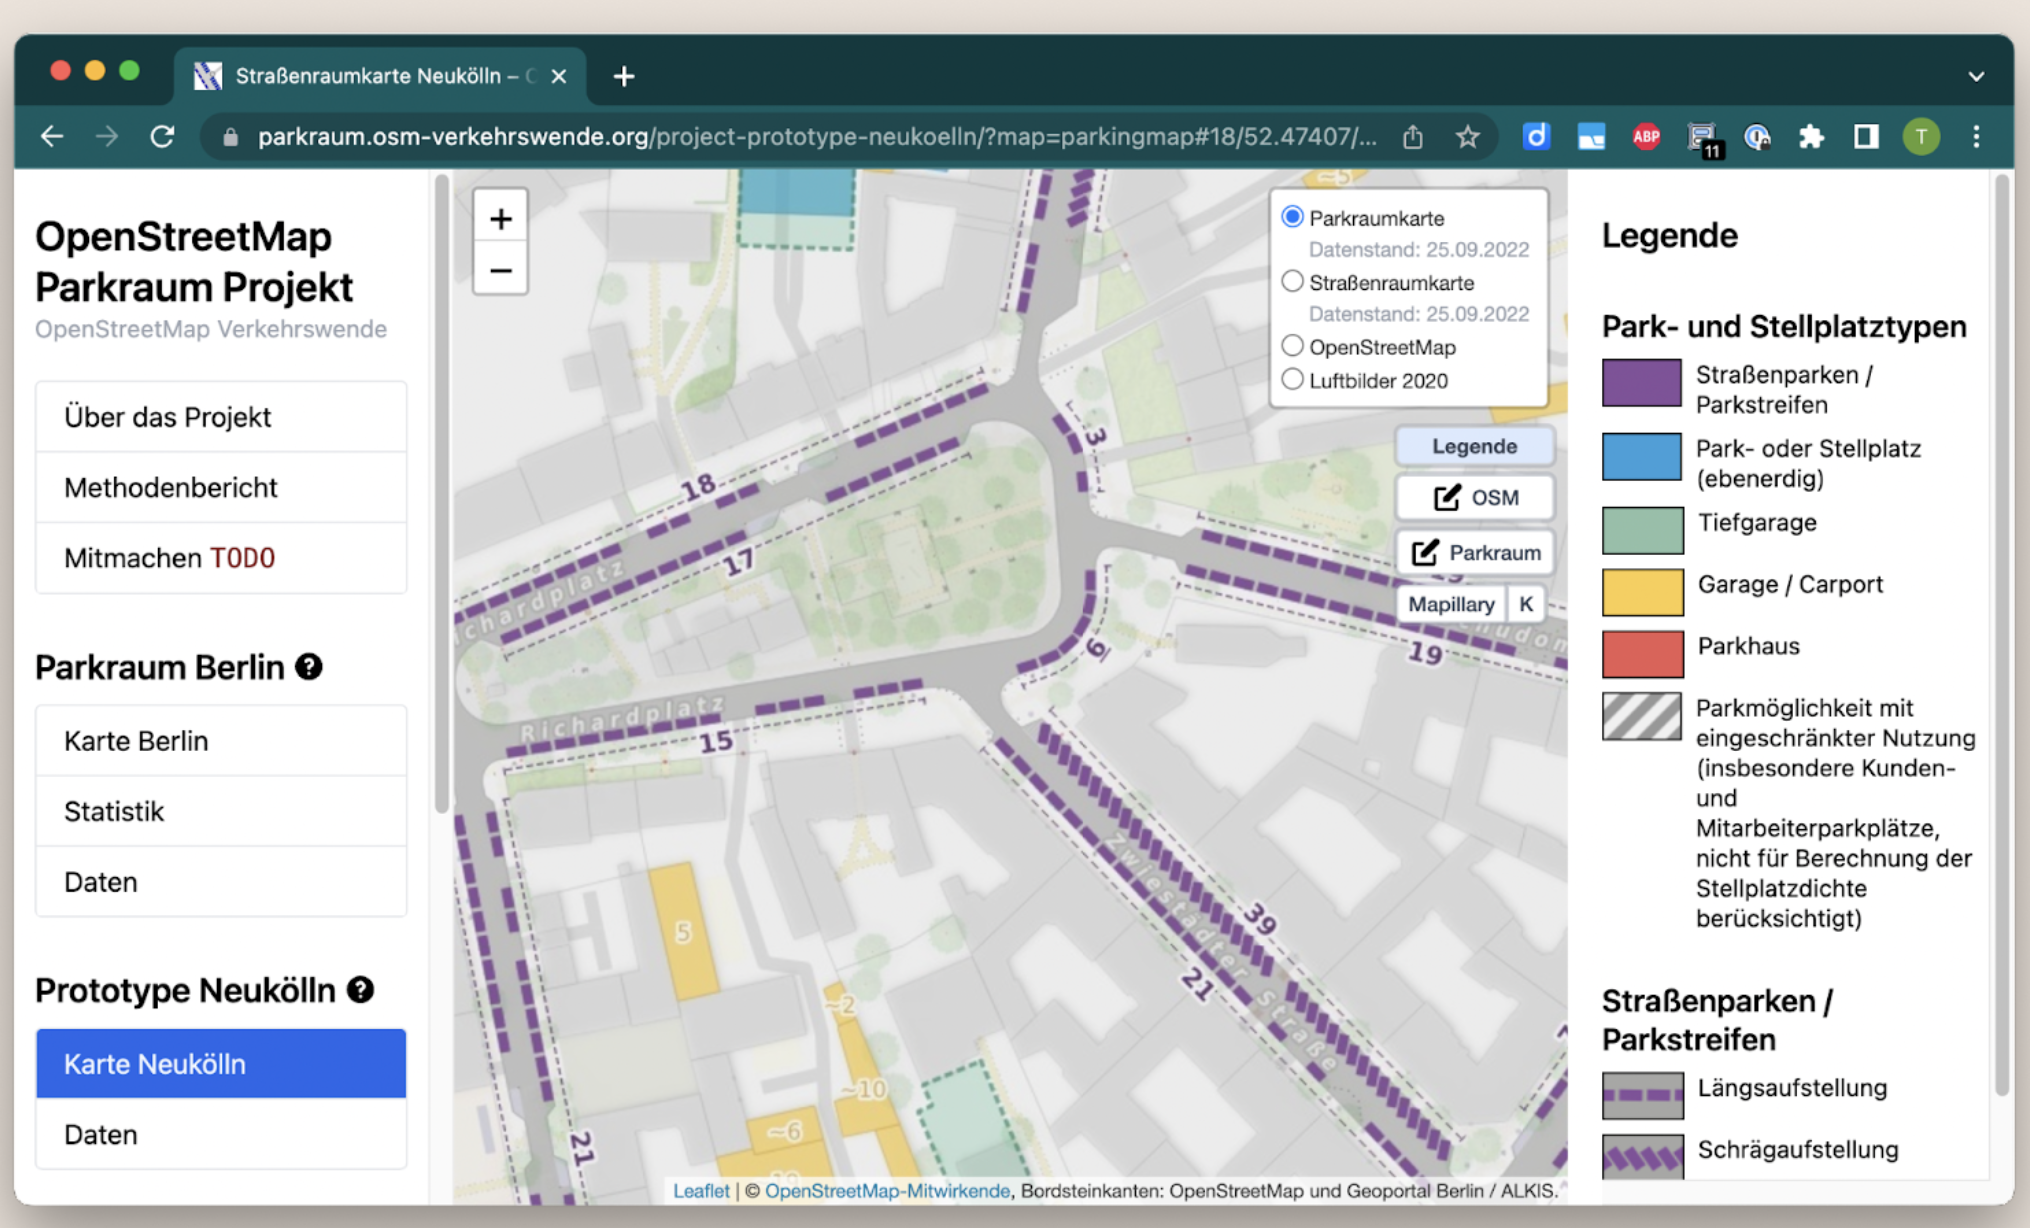 Straßenraumkarte Neukölln –
parkraum.osm-verkehrswende.org/project-prototype-neukoelln/?map=parkingmap#18/52.47407/...
ABP
11
T
OpenStreetMap
Parkraum Projekt
OpenStreetMap Verkehrswende
Über das Projekt
Methodenbericht
Mitmachen TODO
Parkraum Berlin ?
Karte Berlin
Statistik
Daten
Prototype Neukölln ?
Karte Neukölln
Daten
+
−
~5
Parkraumkarte
Datenstand: 25.09.2022
Straßenraumkarte
Datenstand: 25.09.2022
OpenStreetMap
Luftbilder 2020
Legende
OSM
Parkraum
Mapillary K
18
17
3
6
19
Richardplatz
15
39
21
Zwiestädter Straße
5
~2
~10
~6
21
Leaflet | © OpenStreetMap-Mitwirkende, Bordsteinkanten: OpenStreetMap und Geoportal Berlin / ALKIS.
Legende
Park- und Stellplatztypen
Straßenparken /
Parkstreifen
Park- oder Stellplatz
(ebenerdig)
Tiefgarage
Garage / Carport
Parkhaus
Parkmöglichkeit mit
eingeschränkter Nutzung
(insbesondere Kunden-
und
Mitarbeiterparkplätze,
nicht für Berechnung der
Stellplatzdichte
berücksichtigt)
Straßenparken /
Parkstreifen
Längsaufstellung
Schrägaufstellung